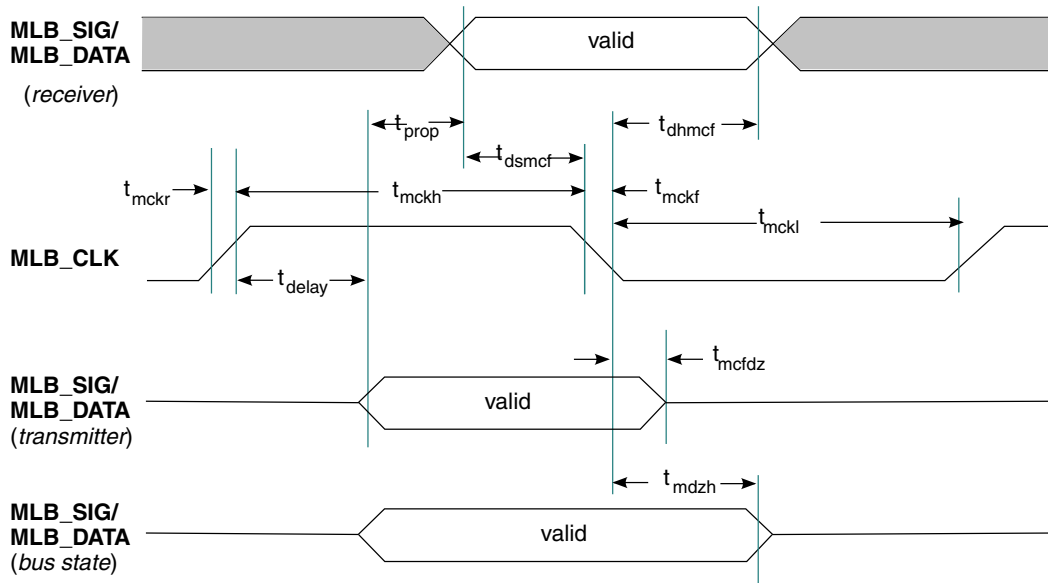 MLB_SIG/
MLB_DATA
(receiver)
valid
t_prop
t_dhmcf
t_dsmcf
t_mckr
t_mckh
t_mckf
t_mckl
MLB_CLK
t_delay
t_mcfdz
MLB_SIG/
MLB_DATA
(transmitter)
valid
t_mdzh
MLB_SIG/
MLB_DATA
(bus state)
valid